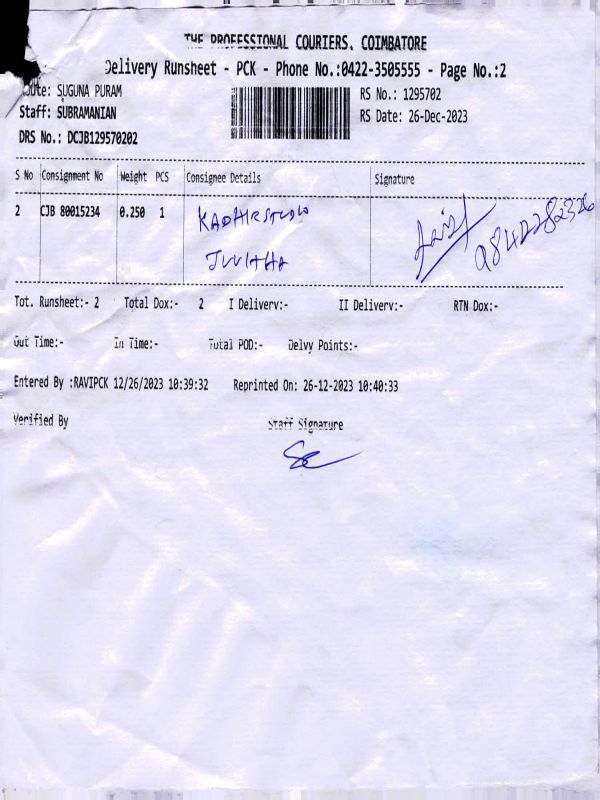 THE PROFESSIONAL COURIERS, COIMBATORE
Delivery Runsheet - PCK - Phone No.:0422-3505555 - Page No.:2
SUGUNA PURAM
RS No.: 1295702
Staff: SUBRAMANIAN
RS Date: 26-Dec-2023
DRS No.: DCJB129570202
S No Consignment No Weight PCS Consignee Details Signature
2 CJB 80015234 0.250 1 KADHIRSTUDIO 9842282326
Tot. Runsheet:- 2 Total Dox:- 2 I Delivery:- II Delivery:- RTN Dox:-
Out Time:- In Time:- Total POD:- Delvy Points:-
Entered By :RAVIPCK 12/26/2023 10:39:32 Reprinted On: 26-12-2023 10:40:33
Verified By Staff Signature